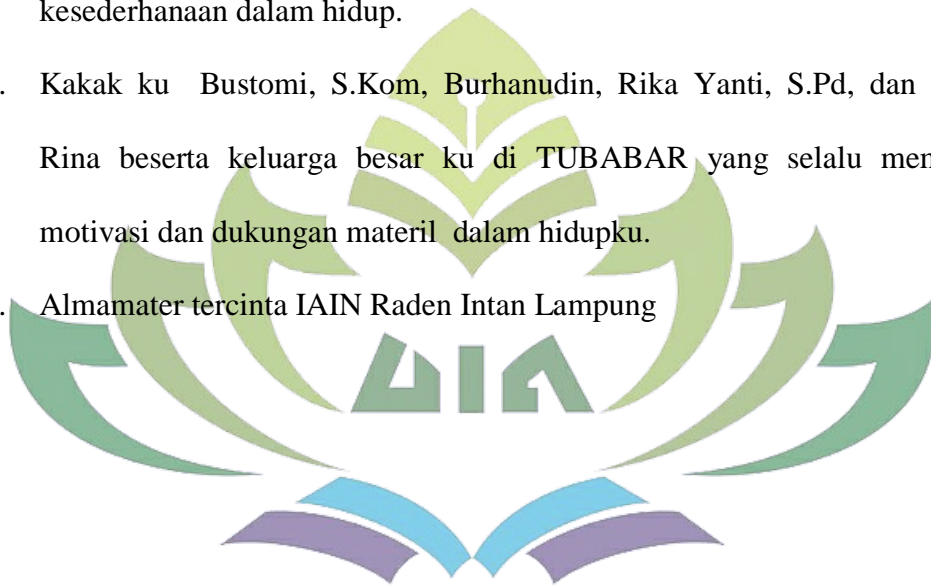 kesederhanaan dalam hidup.
. Kakak ku Bustomi, S.Kom, Burhanudin, Rika Yanti, S.Pd, dan
Rina beserta keluarga besar ku di TUBABAR yang selalu mem
motivasi dan dukungan materil dalam hidupku.
. Almamater tercinta IAIN Raden Intan Lampung
UIN